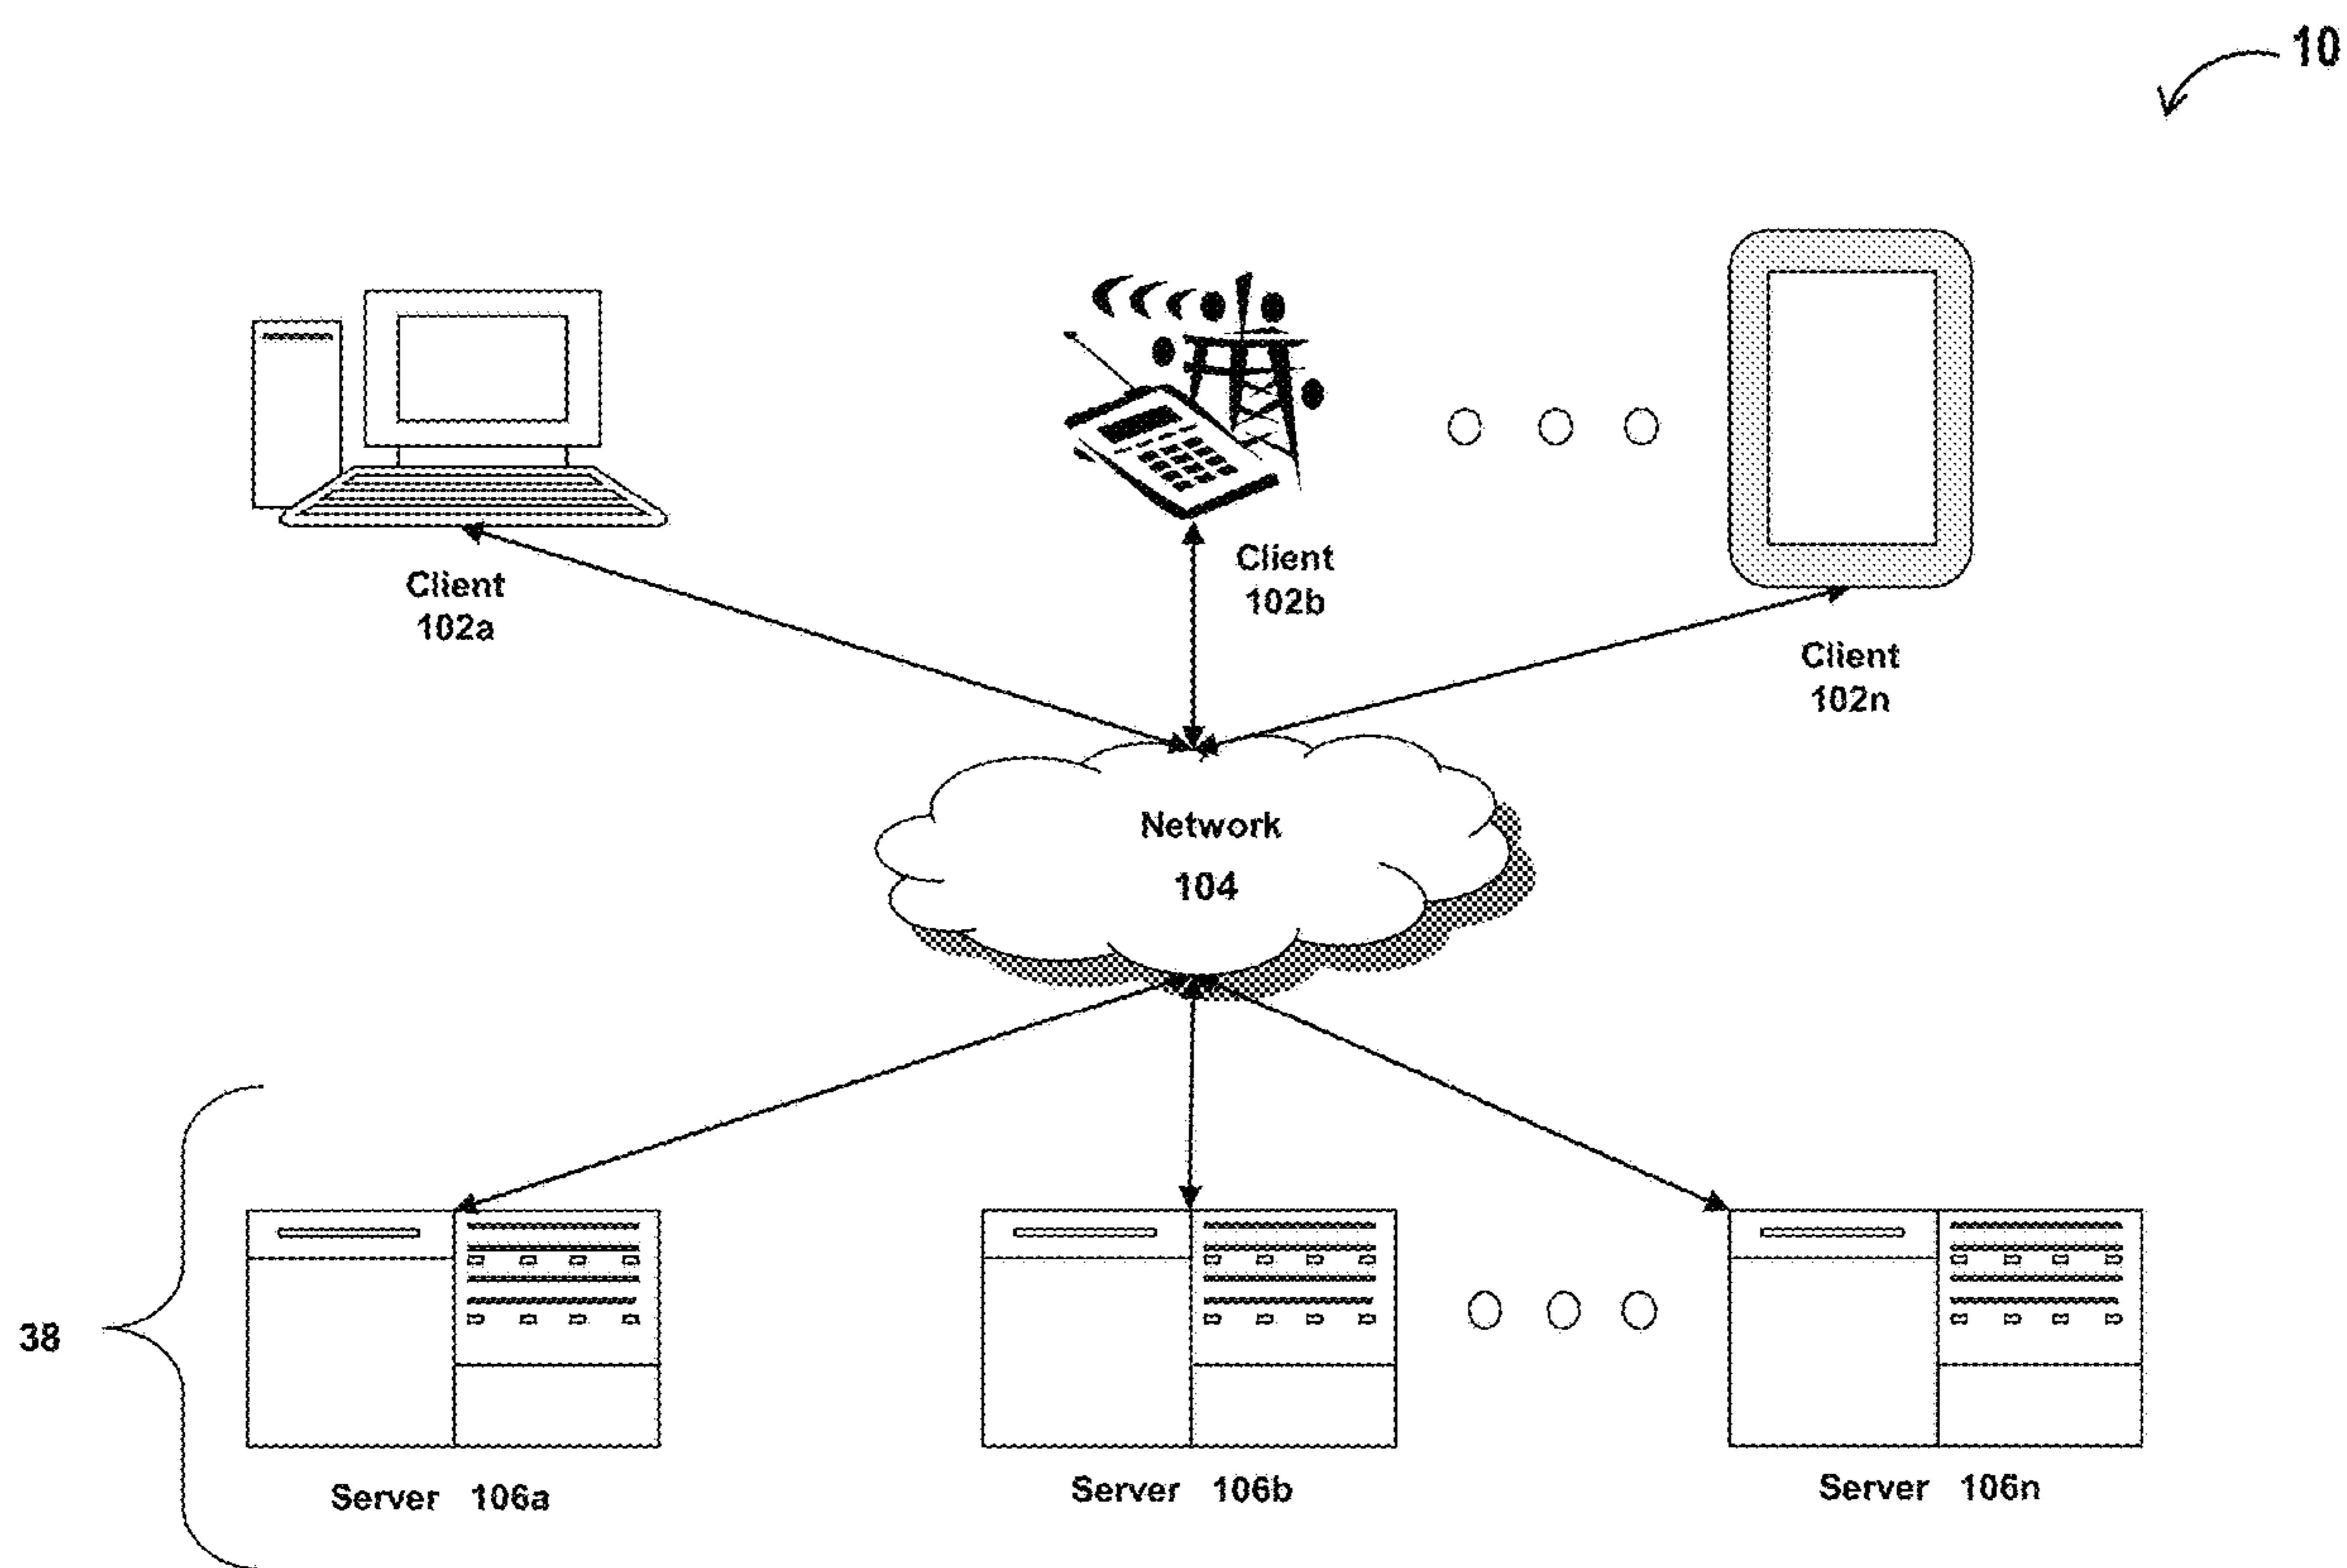 10
Client
102a
Client
102b
Client
102n
Network
104
38
Server 106a
Server 106b
Server 106n